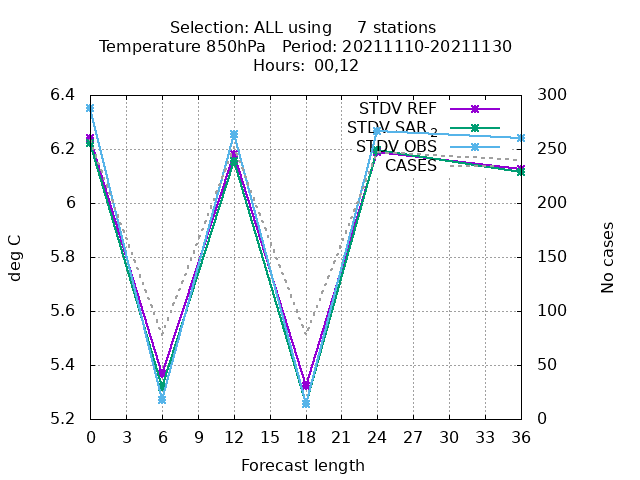 Selection: ALL using 7 stations
Temperature 850hPa Period: 20211110-20211130
Hours: 00,12
6.4
6.2
6
5.8
5.6
5.4
5.2
deg C
STDV REF
STDV SAR 2
STDV OBS
CASES
300
250
200
150
100
50
0
No cases
0 3 6 9 12 15 18 21 24 27 30 33 36
Forecast length